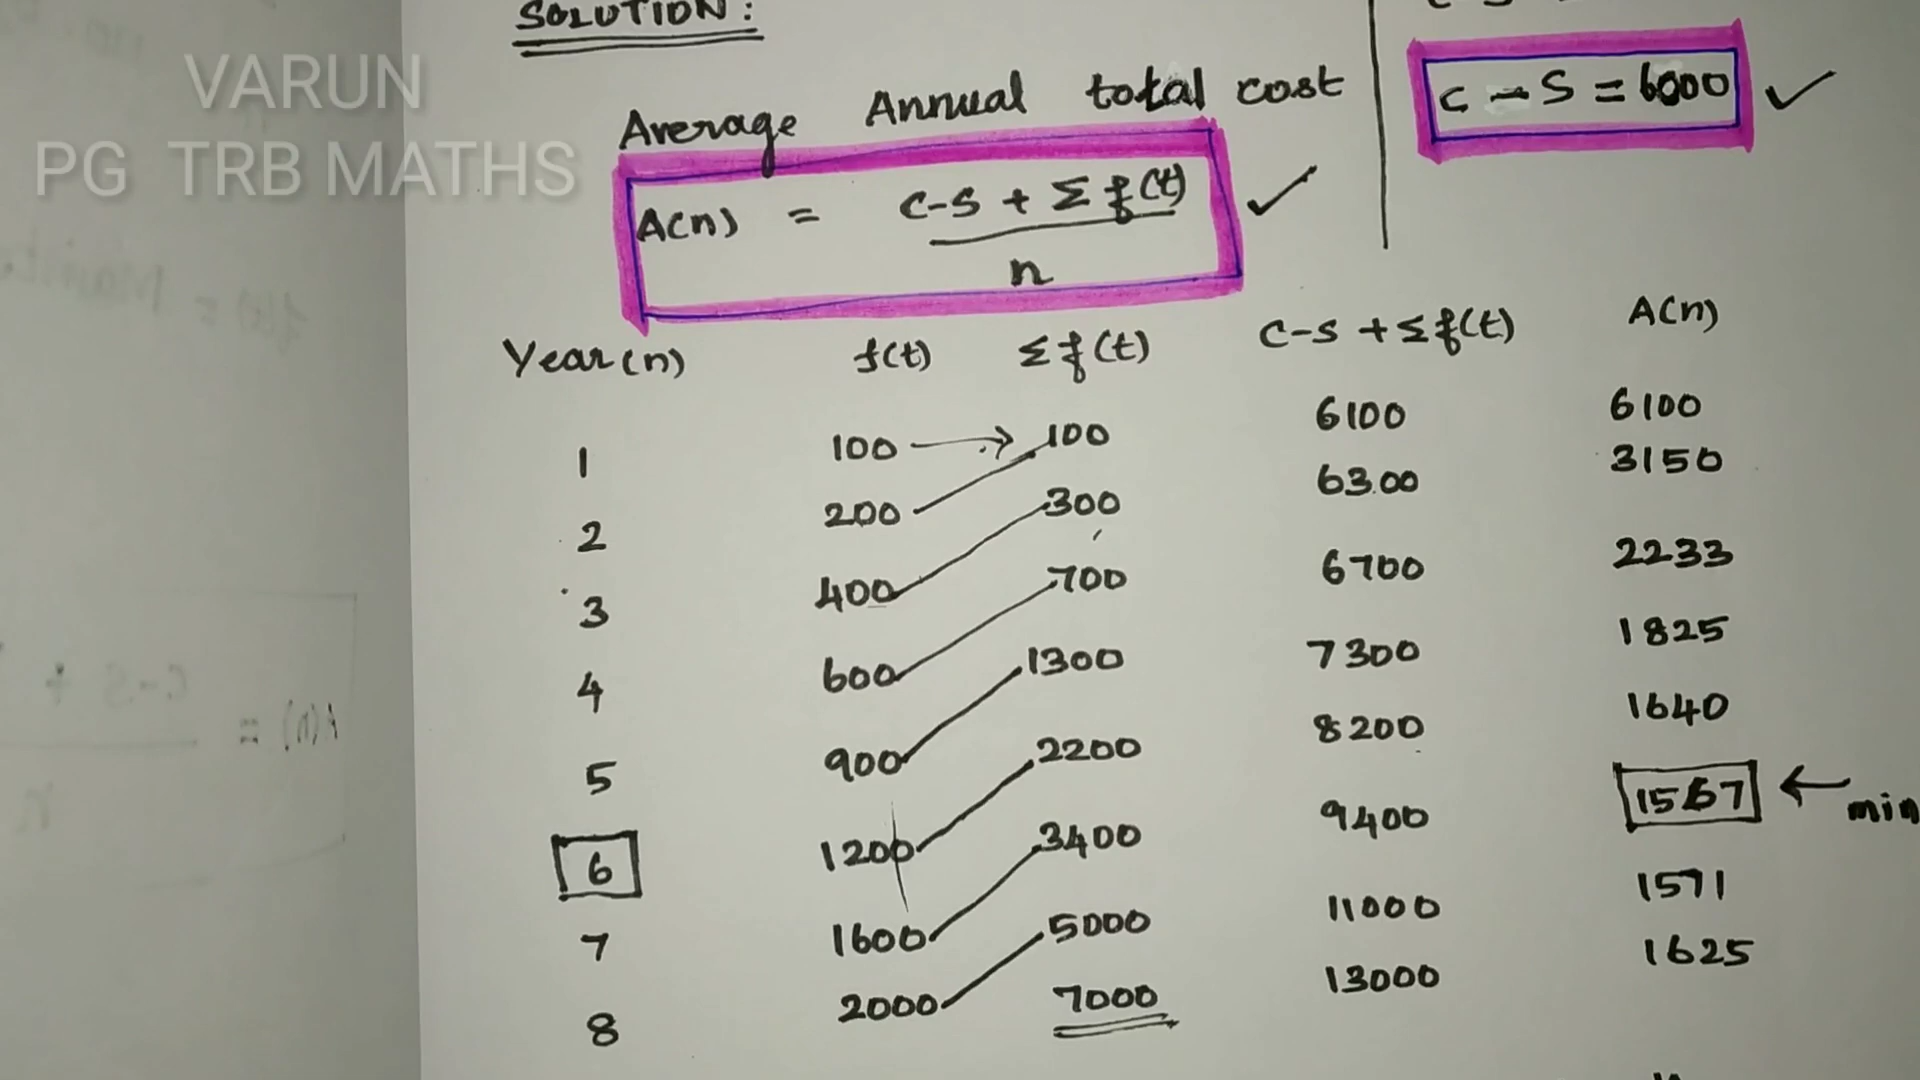 SOLUTION:
VARUN
PG TRB MATHS
Average Annual total cost
C - S = 6000
A(n) = C-S + Σ f(t)
n
Year(n) f(t) Σ f(t) C-S + Σ f(t) A(n)
1 100 100 6100 6100
2 200 300 6300 3150
3 400 700 6700 2233
4 600 1300 7300 1825
5 900 2200 8200 1640
6 1200 3400 9400 1567 ← min
7 1600 5000 11000 1571
8 2000 7000 13000 1625